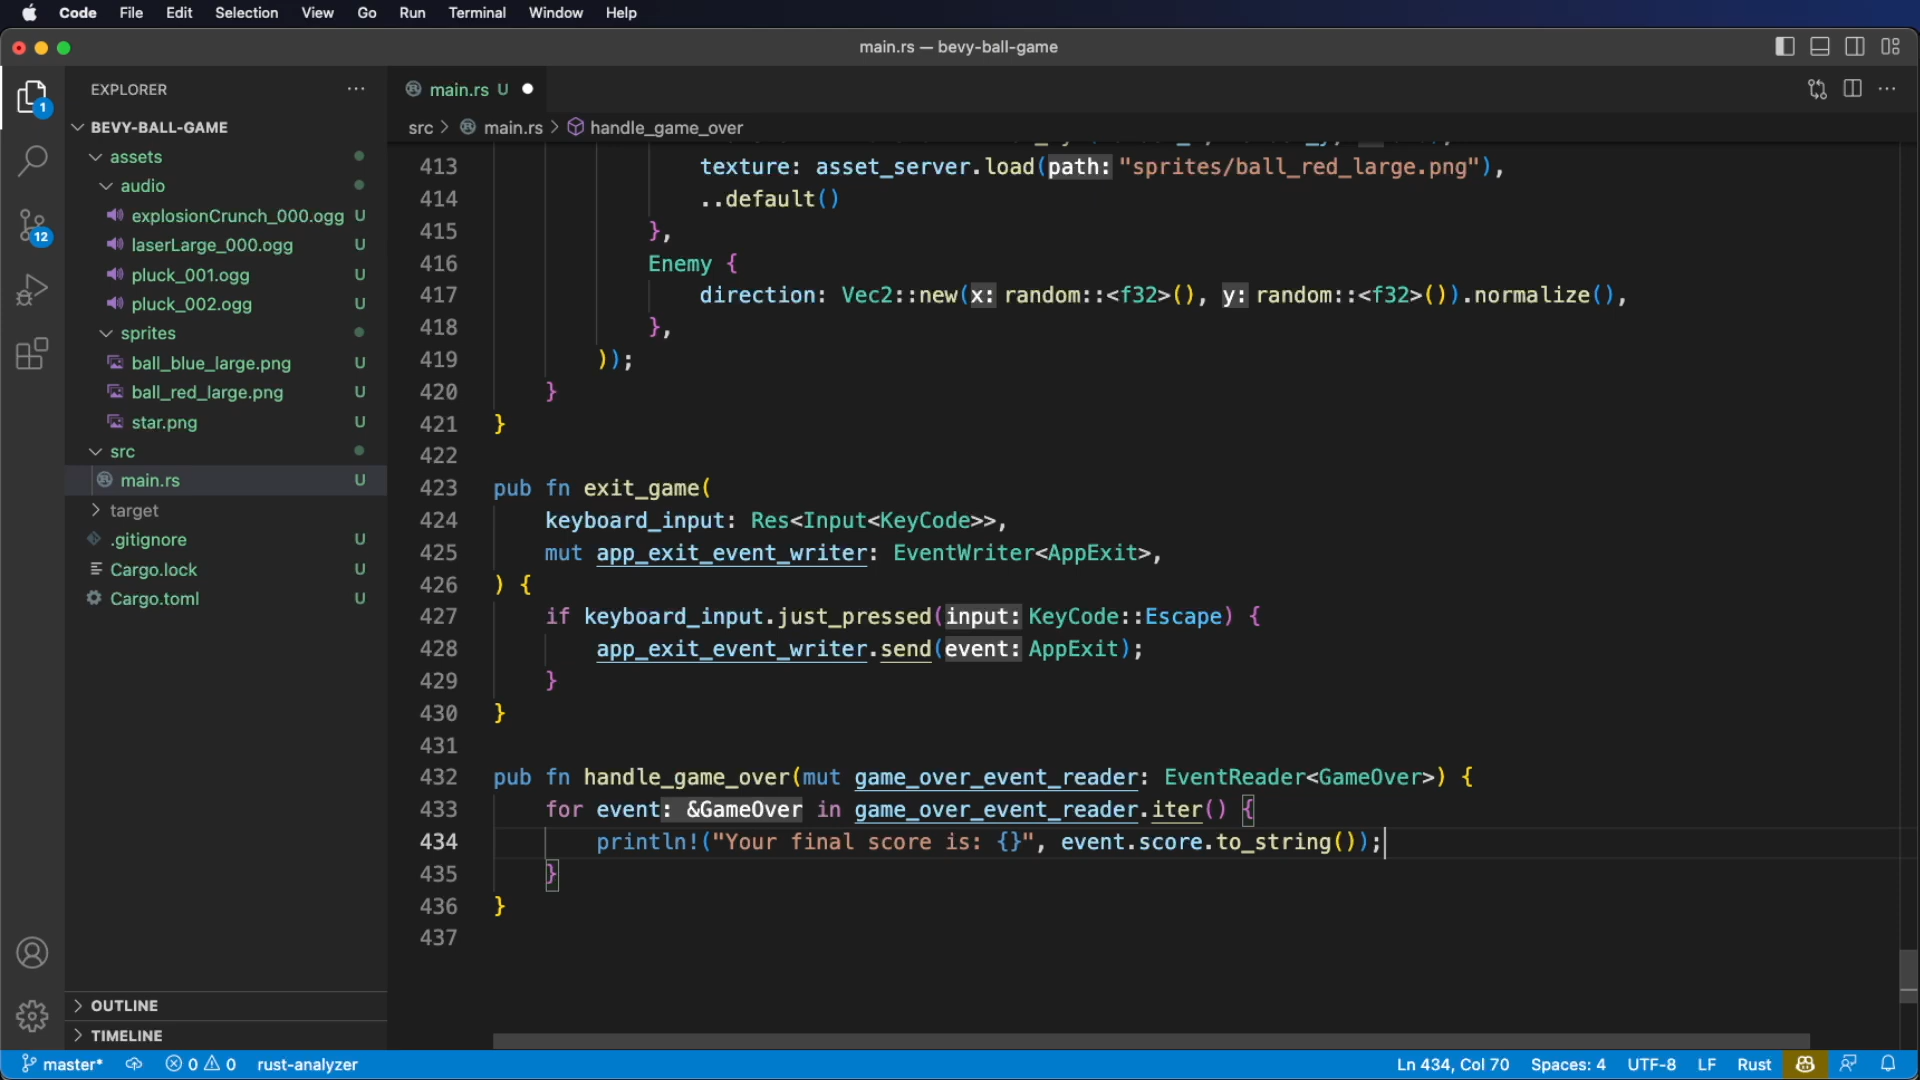 Code File Edit Selection View Go Run Terminal Window Help
main.rs — bevy-ball-game
EXPLORER
BEVY-BALL-GAME
assets
audio
explosionCrunch_000.ogg U
laserLarge_000.ogg U
pluck_001.ogg U
pluck_002.ogg U
sprites
ball_blue_large.png U
ball_red_large.png U
star.png U
src
main.rs U
target
.gitignore U
Cargo.lock U
Cargo.toml U
OUTLINE
TIMELINE
1
12
main.rs U
src > main.rs > handle_game_over
413 texture: asset_server.load(path: "sprites/ball_red_large.png"),
414 ..default()
415 },
416 Enemy {
417 direction: Vec2::new(x: random::<f32>(), y: random::<f32>()).normalize(),
418 },
419 ));
420 }
421 }
422
423 pub fn exit_game(
424 keyboard_input: Res<Input<KeyCode>>,
425 mut app_exit_event_writer: EventWriter<AppExit>,
426 ) {
427 if keyboard_input.just_pressed(input: KeyCode::Escape) {
428 app_exit_event_writer.send(event: AppExit);
429 }
430 }
431
432 pub fn handle_game_over(mut game_over_event_reader: EventReader<GameOver>) {
433 for event: &GameOver in game_over_event_reader.iter() {
434 println!("Your final score is: {}", event.score.to_string());
435 }
436 }
437
master* 0 0 rust-analyzer Ln 434, Col 70 Spaces: 4 UTF-8 LF Rust